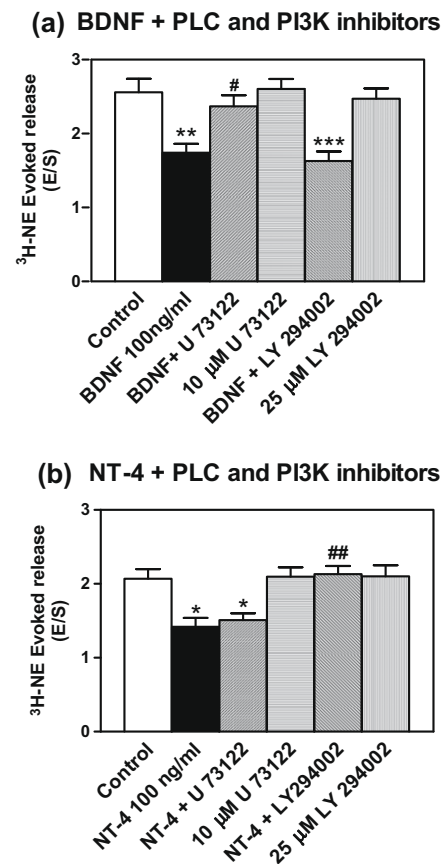 (a) BDNF + PLC and PI3K inhibitors
³H-NE Evoked release
(E/S)
3
2
1
0
**
#
***
Control
BDNF 100ng/ml
BDNF+ U 73122
10 µM U 73122
BDNF + LY 294002
25 µM LY 294002
(b) NT-4 + PLC and PI3K inhibitors
³H-NE Evoked release
(E/S)
3
2
1
0
*
*
##
Control
NT-4 100 ng/ml
NT-4 + U 73122
10 µM U 73122
NT-4 + LY294002
25 µM LY 294002